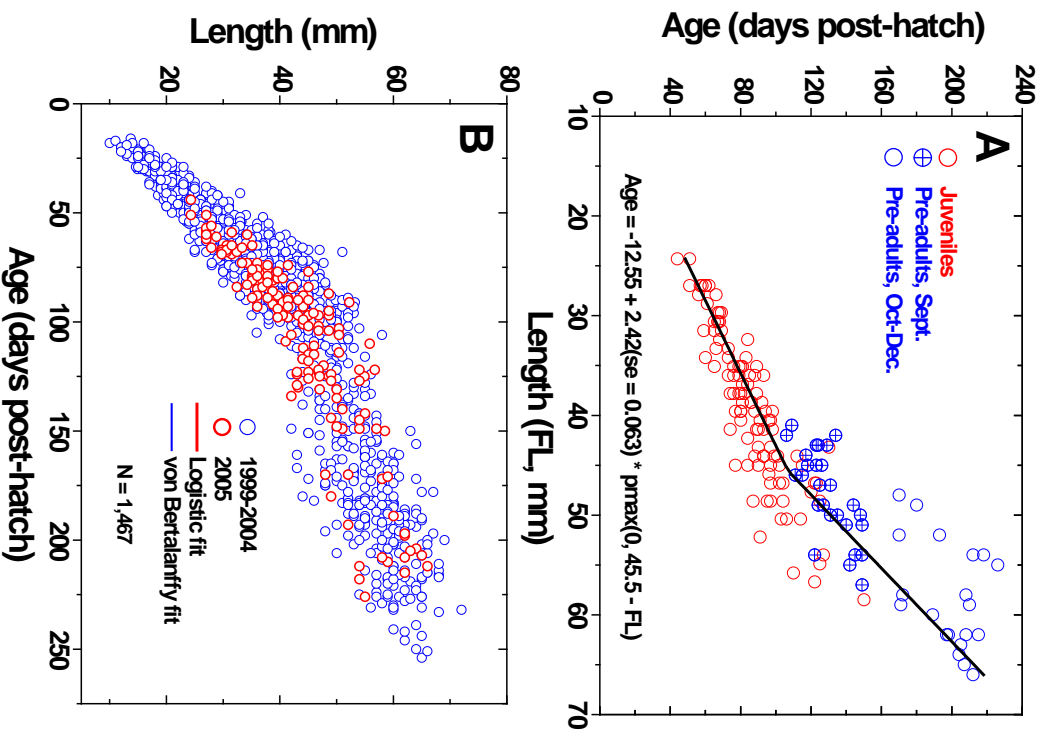 A
Juveniles
Pre-adults, Sept.
Pre-adults, Oct-Dec.
Age = -12.55 + 2.42(se = 0.063) * pmax(0, 45.5 - FL)
Age (days post-hatch)
240
200
160
120
80
40
0
10
20
30
40
50
60
70
Length (FL, mm)
B
Length (mm)
80
60
40
20
0
50
100
150
200
250
Age (days post-hatch)
1999-2004
2005
Logistic fit
von Bertalanffy fit
N = 1,467